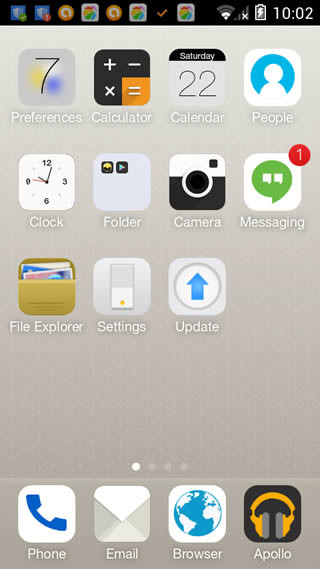 10:02
7
Saturday
22
Preferences Calculator Calendar People
12
9 3
6
1
Clock Folder Camera Messaging
File Explorer Settings Update
Phone Email Browser Apollo